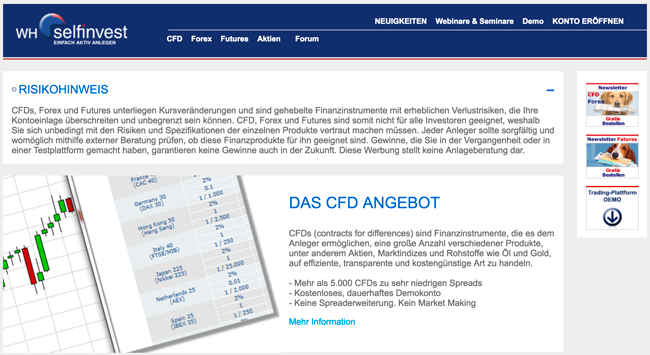 WH selfinvest
EINFACH AKTIV ANLEGEN
NEUIGKEITEN Webinare & Seminare Demo KONTO ERÖFFNEN
CFD Forex Futures Aktien Forum
RISIKOHINWEIS
CFDs, Forex und Futures unterliegen Kursveränderungen und sind gehebelte Finanzinstrumente mit erheblichen Verlustrisiken, die Ihre
Kontoeinlage überschreiten und unbegrenzt sein können. CFD, Forex und Futures sind somit nicht für alle Investoren geeignet, weshalb
Sie sich unbedingt mit den Risiken und Spezifikationen der einzelnen Produkte vertraut machen müssen. Jeder Anleger sollte sorgfältig und
womöglich mithilfe externer Beratung prüfen, ob diese Finanzprodukte für ihn geeignet sind. Gewinne, die Sie in der Vergangenheit oder in
einer Testplattform gemacht haben, garantieren keine Gewinne auch in der Zukunft. Diese Werbung stellt keine Anlageberatung dar.
Newsletter
CFD
Forex
Gratis
Bestellen
Newsletter Futures
Gratis
Bestellen
Trading-Plattform
DEMO
(CAC 40)
2%
0,1
Germany 30
(DAX 30)
1 / 1.000
2%
1
Hong Kong 50
(Hang Seng)
1 / 2.500
2%
1
Italy 40
(FTSE/MIB)
1 / 250
2%
1
Japan 225
(Nikkei 225)
1 / 25.000
2%
0,01
Netherlands 25
(AEX)
1 / 2.000
2%
1
Spain 35
(IBEX 35)
1 / 250
2%
DAS CFD ANGEBOT
CFDs (contracts for differences) sind Finanzinstrumente, die es dem
Anleger ermöglichen, eine große Anzahl verschiedener Produkte,
unter anderem Aktien, Marktindizes und Rohstoffe wie Öl und Gold,
auf effiziente, transparente und kostengünstige Art zu handeln.
- Mehr als 5.000 CFDs zu sehr niedrigen Spreads
- Kostenloses, dauerhaftes Demokonto
- Keine Spreaderweiterung. Kein Market Making
Mehr Information